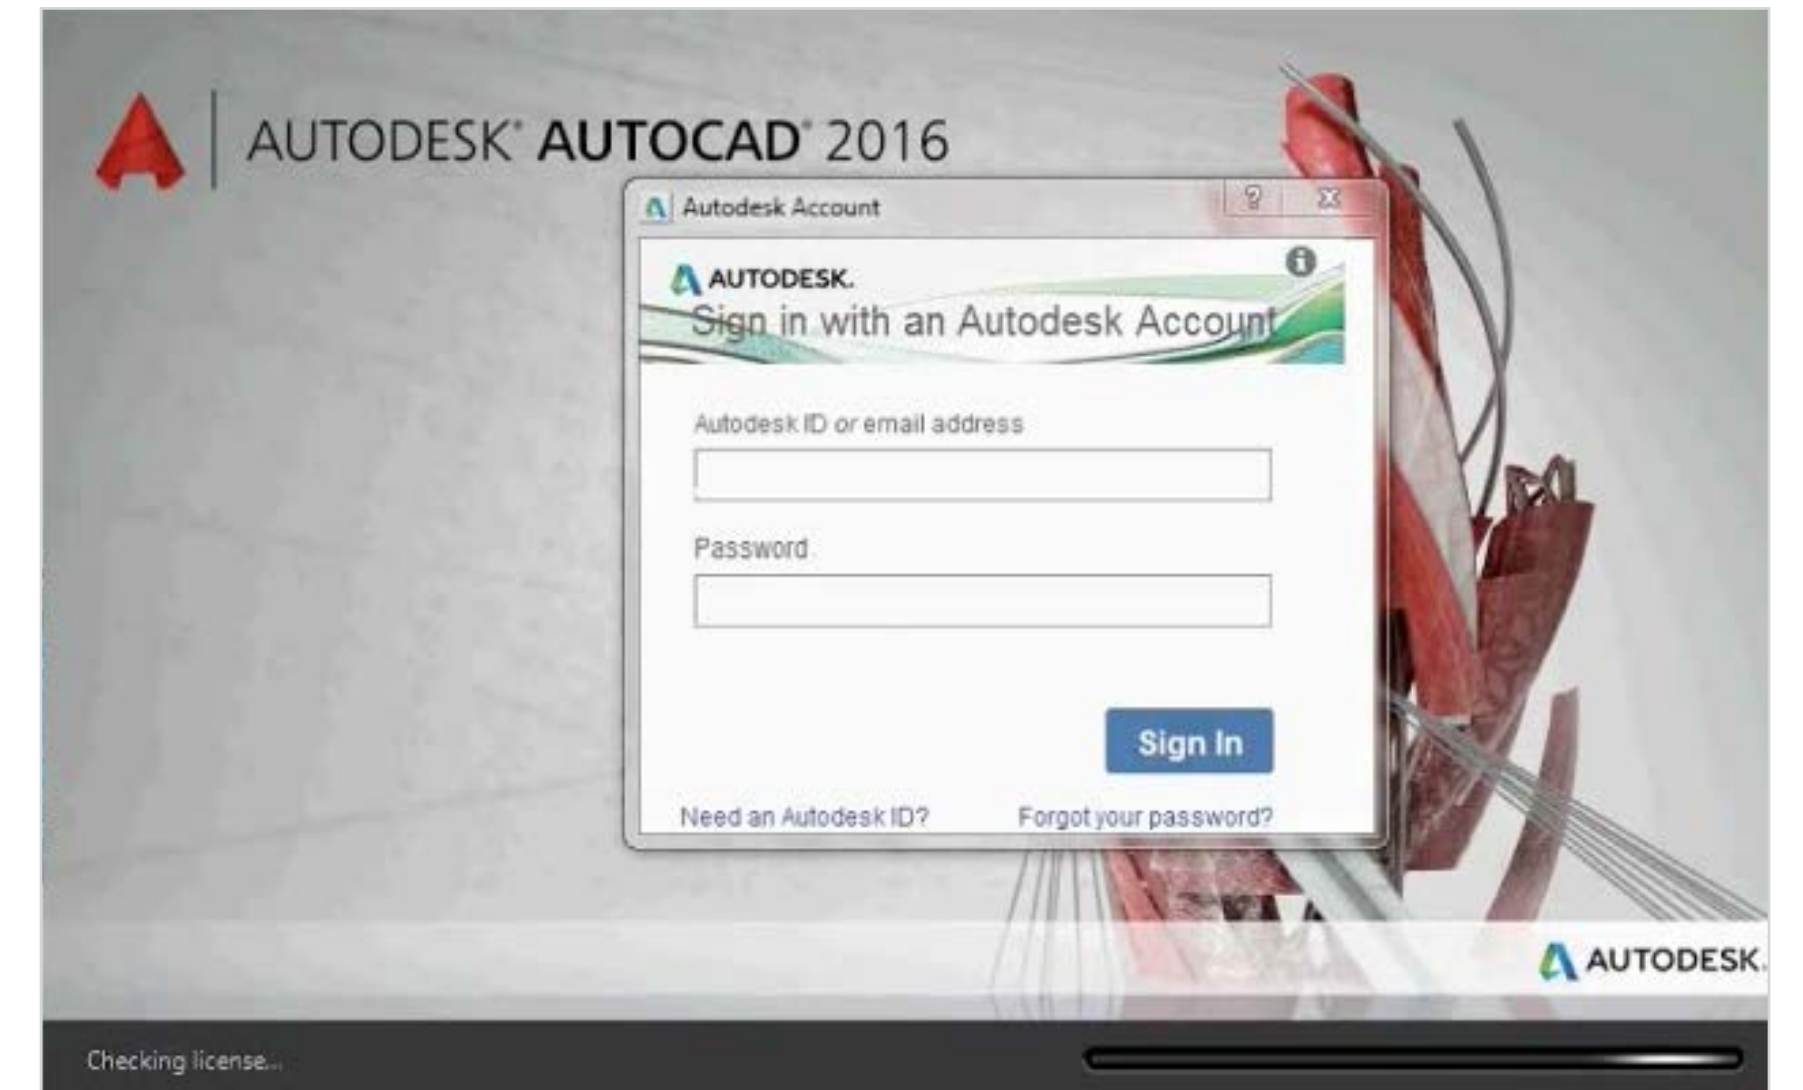 AUTODESK® AUTOCAD® 2016
Autodesk Account
AUTODESK.
Sign in with an Autodesk Account
Autodesk ID or email address
Password
Sign In
Need an Autodesk ID? Forgot your password?
AUTODESK.
Checking license...